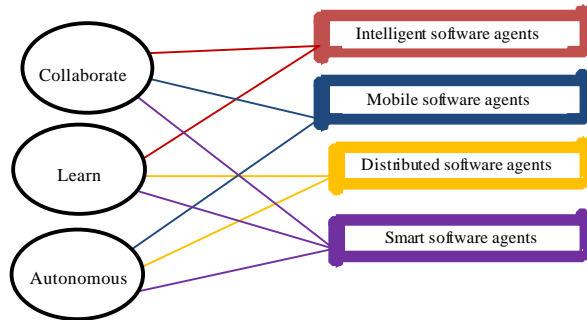 Collaborate
Learn
Autonomous
Intelligent software agents
Mobile software agents
Distributed software agents
Smart software agents